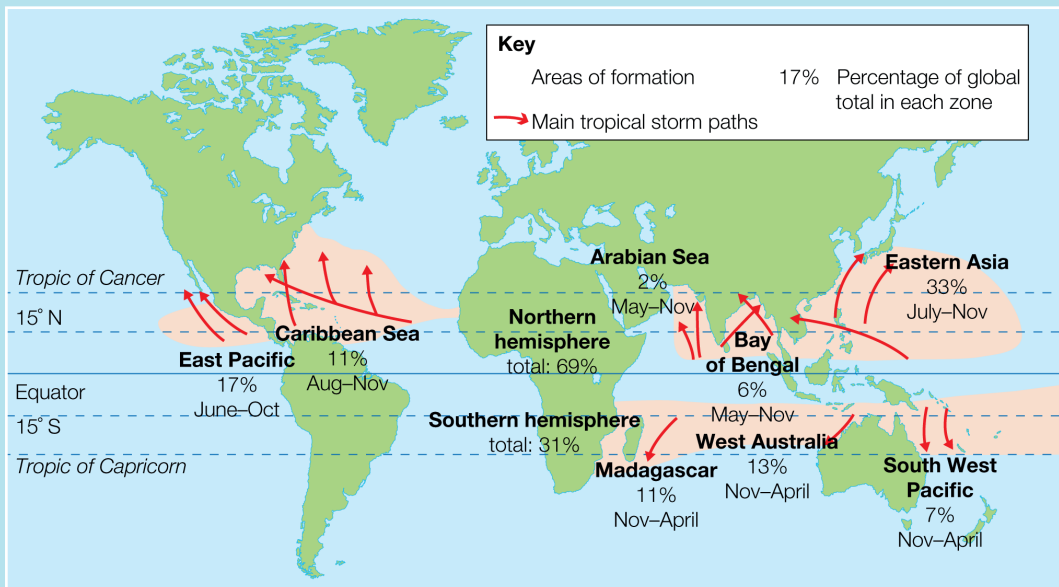 Key
Areas of formation
17% Percentage of global
total in each zone
Main tropical storm paths
Tropic of Cancer
15° N
Equator
15° S
Tropic of Capricorn
East Pacific
17%
June–Oct
Caribbean Sea
11%
Aug–Nov
Northern
hemisphere
total: 69%
Southern hemisphere
total: 31%
Arabian Sea
2%
May–Nov
Bay
of Bengal
6%
May–Nov
Eastern Asia
33%
July–Nov
Madagascar
11%
Nov–April
West Australia
13%
Nov–April
South West
Pacific
7%
Nov–April